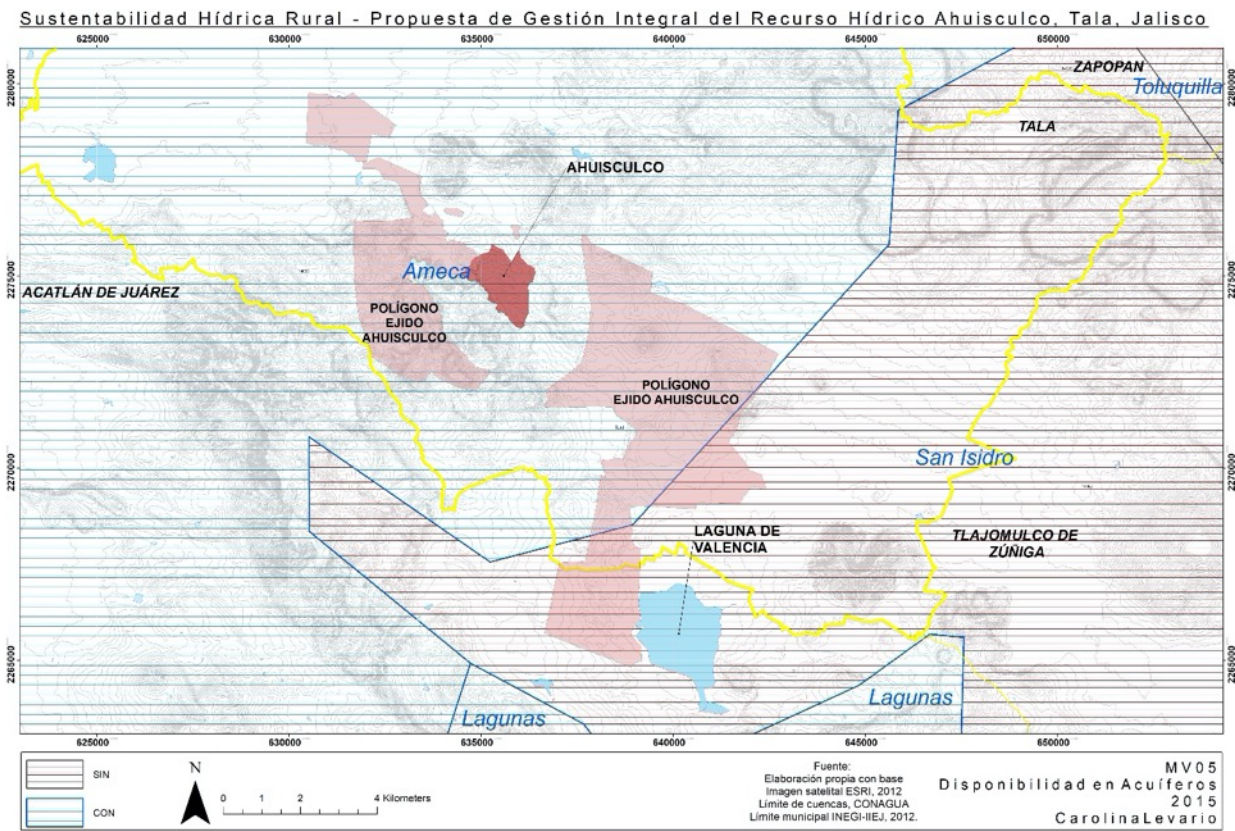 Sustentabilidad Hídrica Rural - Propuesta de Gestión Integral del Recurso Hídrico Ahuisculco, Tala, Jalisco
625000 630000 635000 640000 645000 650000
2280000
2280000
ZAPOPAN
Toluquilla
TALA
AHUISCULCO
2275000
2275000
Ameca
ACATLÁN DE JUÁREZ
POLÍGONO
EJIDO
AHUISCULCO
POLÍGONO
EJIDO AHUISCULCO
2270000
2270000
San Isidro
LAGUNA DE
VALENCIA
TLAJOMULCO DE
ZÚÑIGA
2265000
2265000
Lagunas
Lagunas
625000 630000 635000 640000 645000 650000
SIN
CON
N
0 1 2 4 Kilometers
Fuente:
Elaboración propia con base
Imagen satelital ESRI, 2012
Límite de cuencas, CONAGUA
Límite municipal INEGI-IIEJ, 2012.
MV05
Disponibilidad en Acuíferos
2015
CarolinaLevario